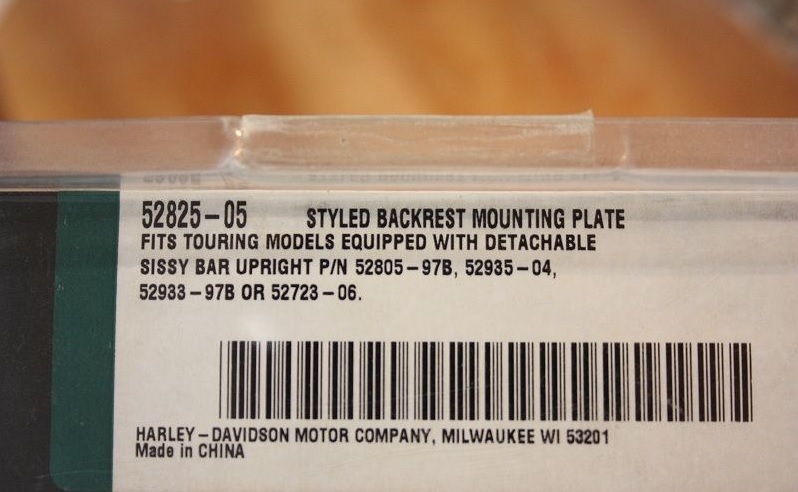 52825-05 STYLED BACKREST MOUNTING PLATE
FITS TOURING MODELS EQUIPPED WITH DETACHABLE
SISSY BAR UPRIGHT P/N 52805-97B, 52935-04,
52933-97B OR 52723-06.
HARLEY-DAVIDSON MOTOR COMPANY, MILWAUKEE WI 53201
Made in CHINA